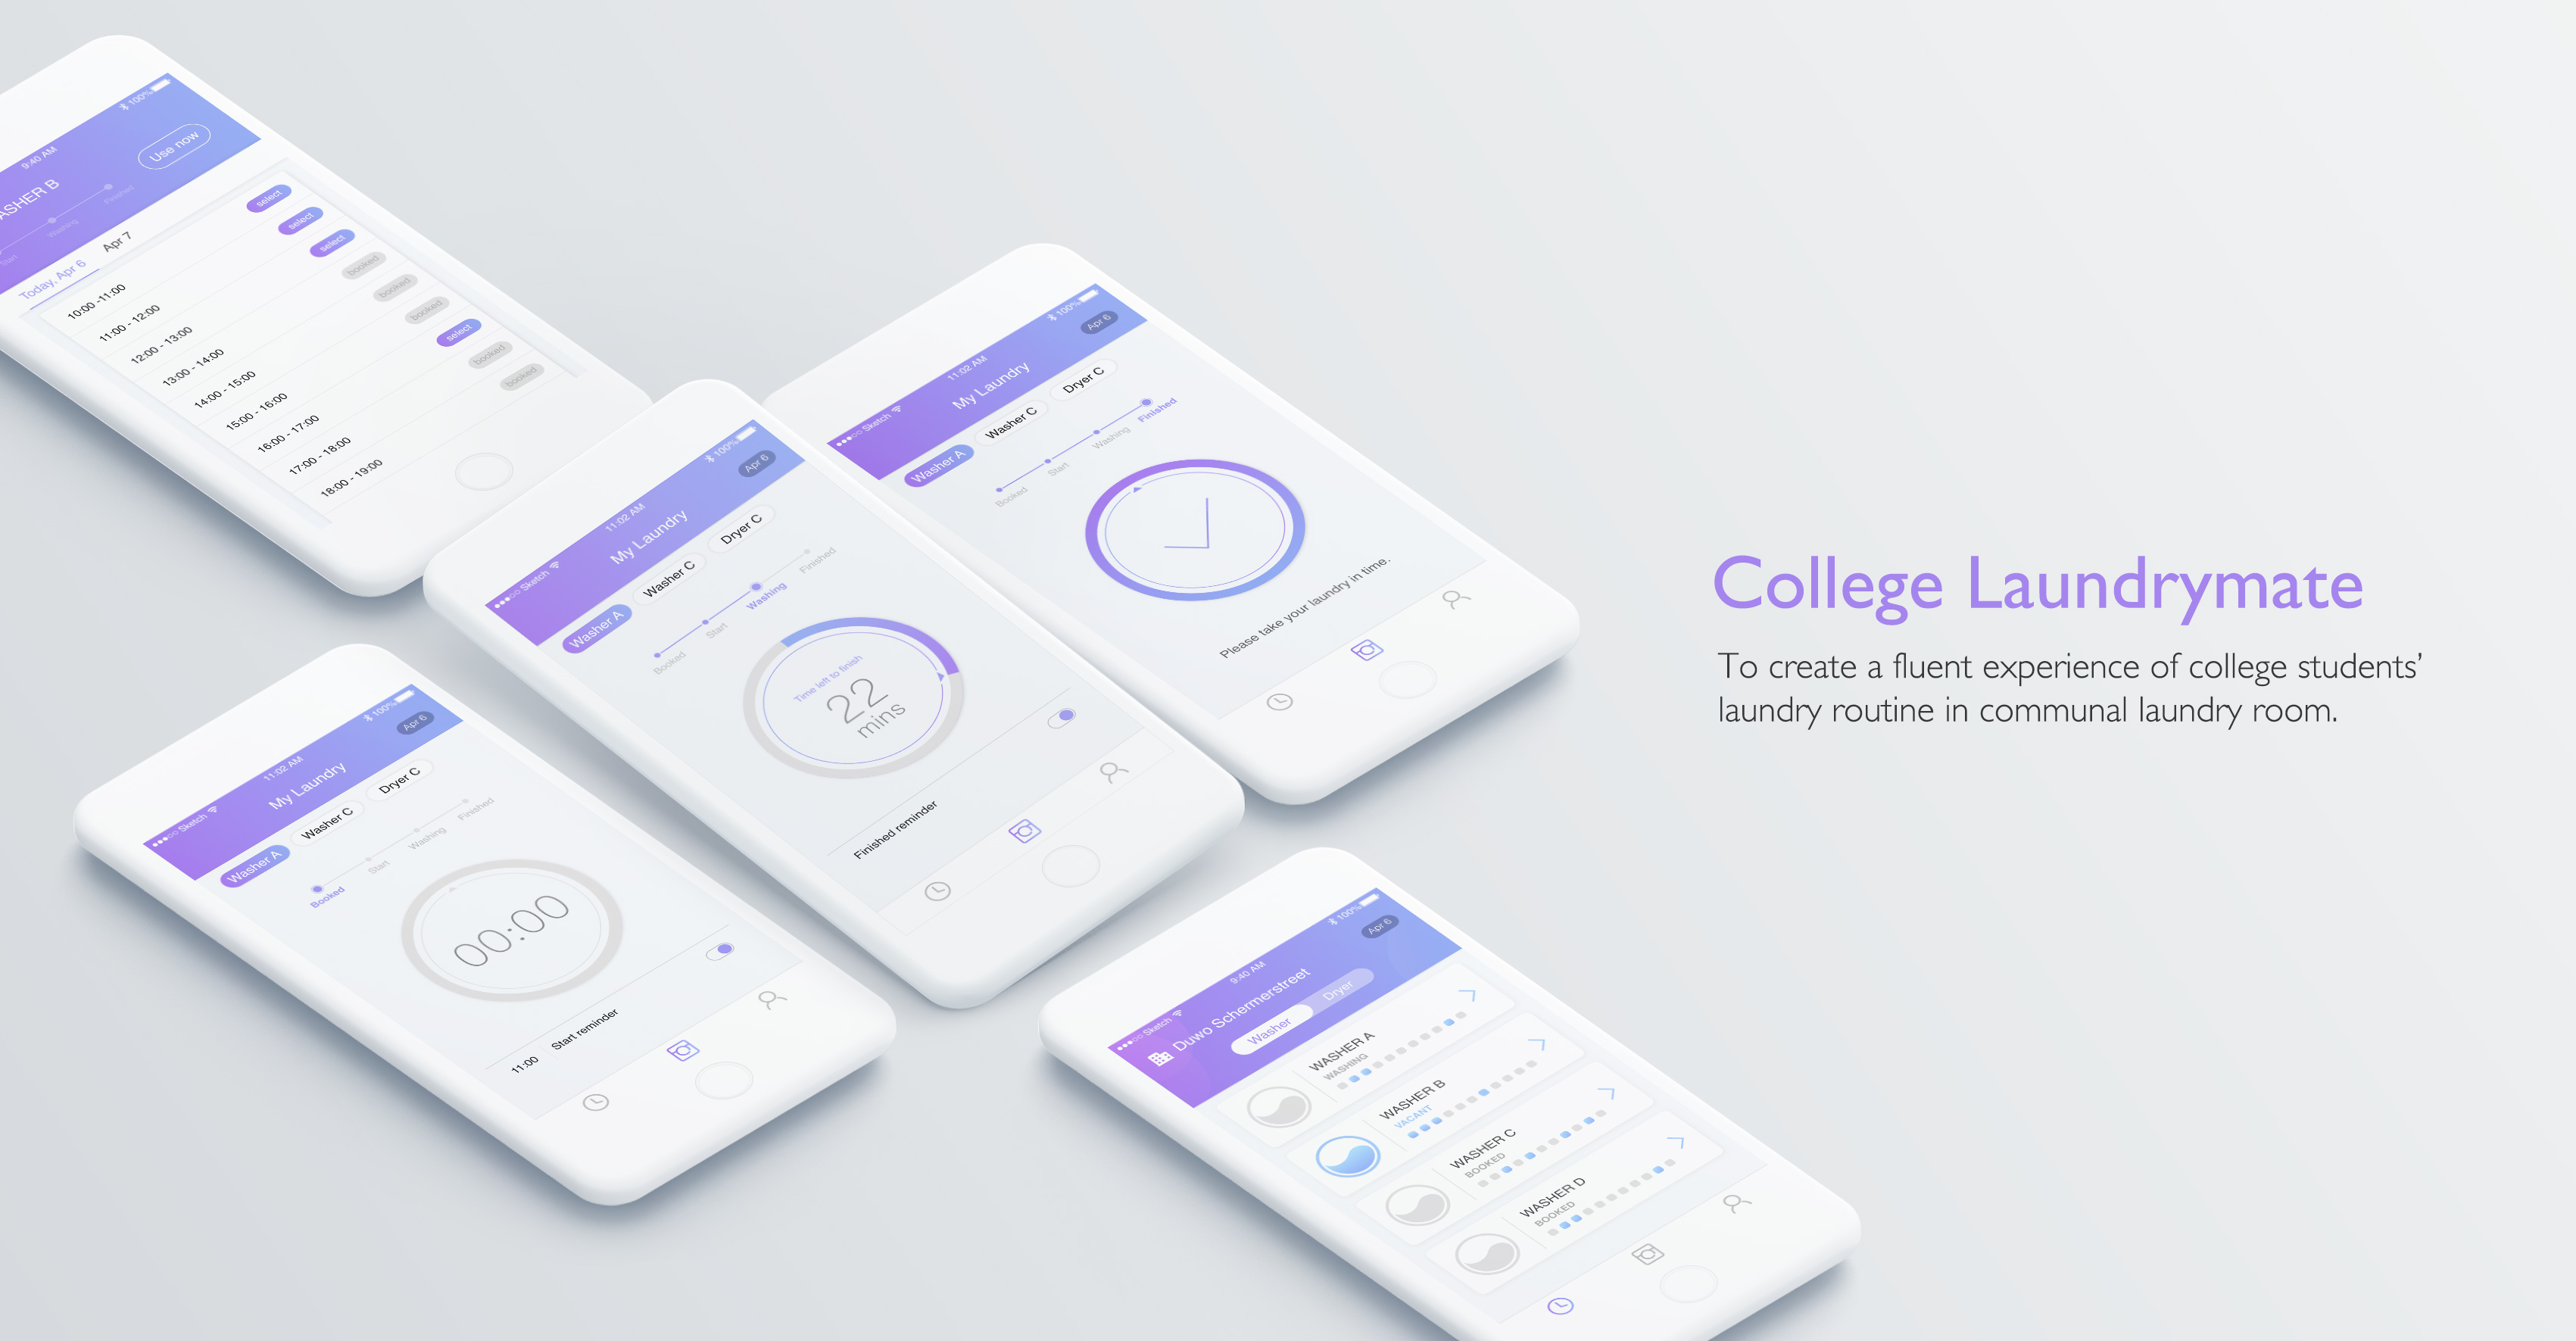 100%
9:40 AM
ASHER B
Use now
Start
Washing
Finished
Today, Apr 6
Apr 7
10:00 -11:00
select
11:00 - 12:00
select
12:00 - 13:00
select
13:00 - 14:00
booked
14:00 - 15:00
booked
15:00 - 16:00
booked
16:00 - 17:00
select
17:00 - 18:00
booked
18:00 - 19:00
booked
Sketch
11:02 AM
100%
My Laundry
Apr 6
Washer A
Washer C
Dryer C
Booked
Start
Washing
Finished
Please take your laundry in time.
Sketch
11:02 AM
100%
My Laundry
Apr 6
Washer A
Washer C
Dryer C
Booked
Start
Washing
Finished
Time left to finish
22
mins
Finished reminder
College Laundrymate
To create a fluent experience of college students’
laundry routine in communal laundry room.
Sketch
11:02 AM
100%
My Laundry
Apr 6
Washer A
Washer C
Dryer C
Booked
Start
Washing
Finished
00:00
11:00
Start reminder
Sketch
9:40 AM
100%
Duwo Schermerstreet
Apr 6
Washer
Dryer
WASHER A
WASHING
WASHER B
VACANT
WASHER C
BOOKED
WASHER D
BOOKED